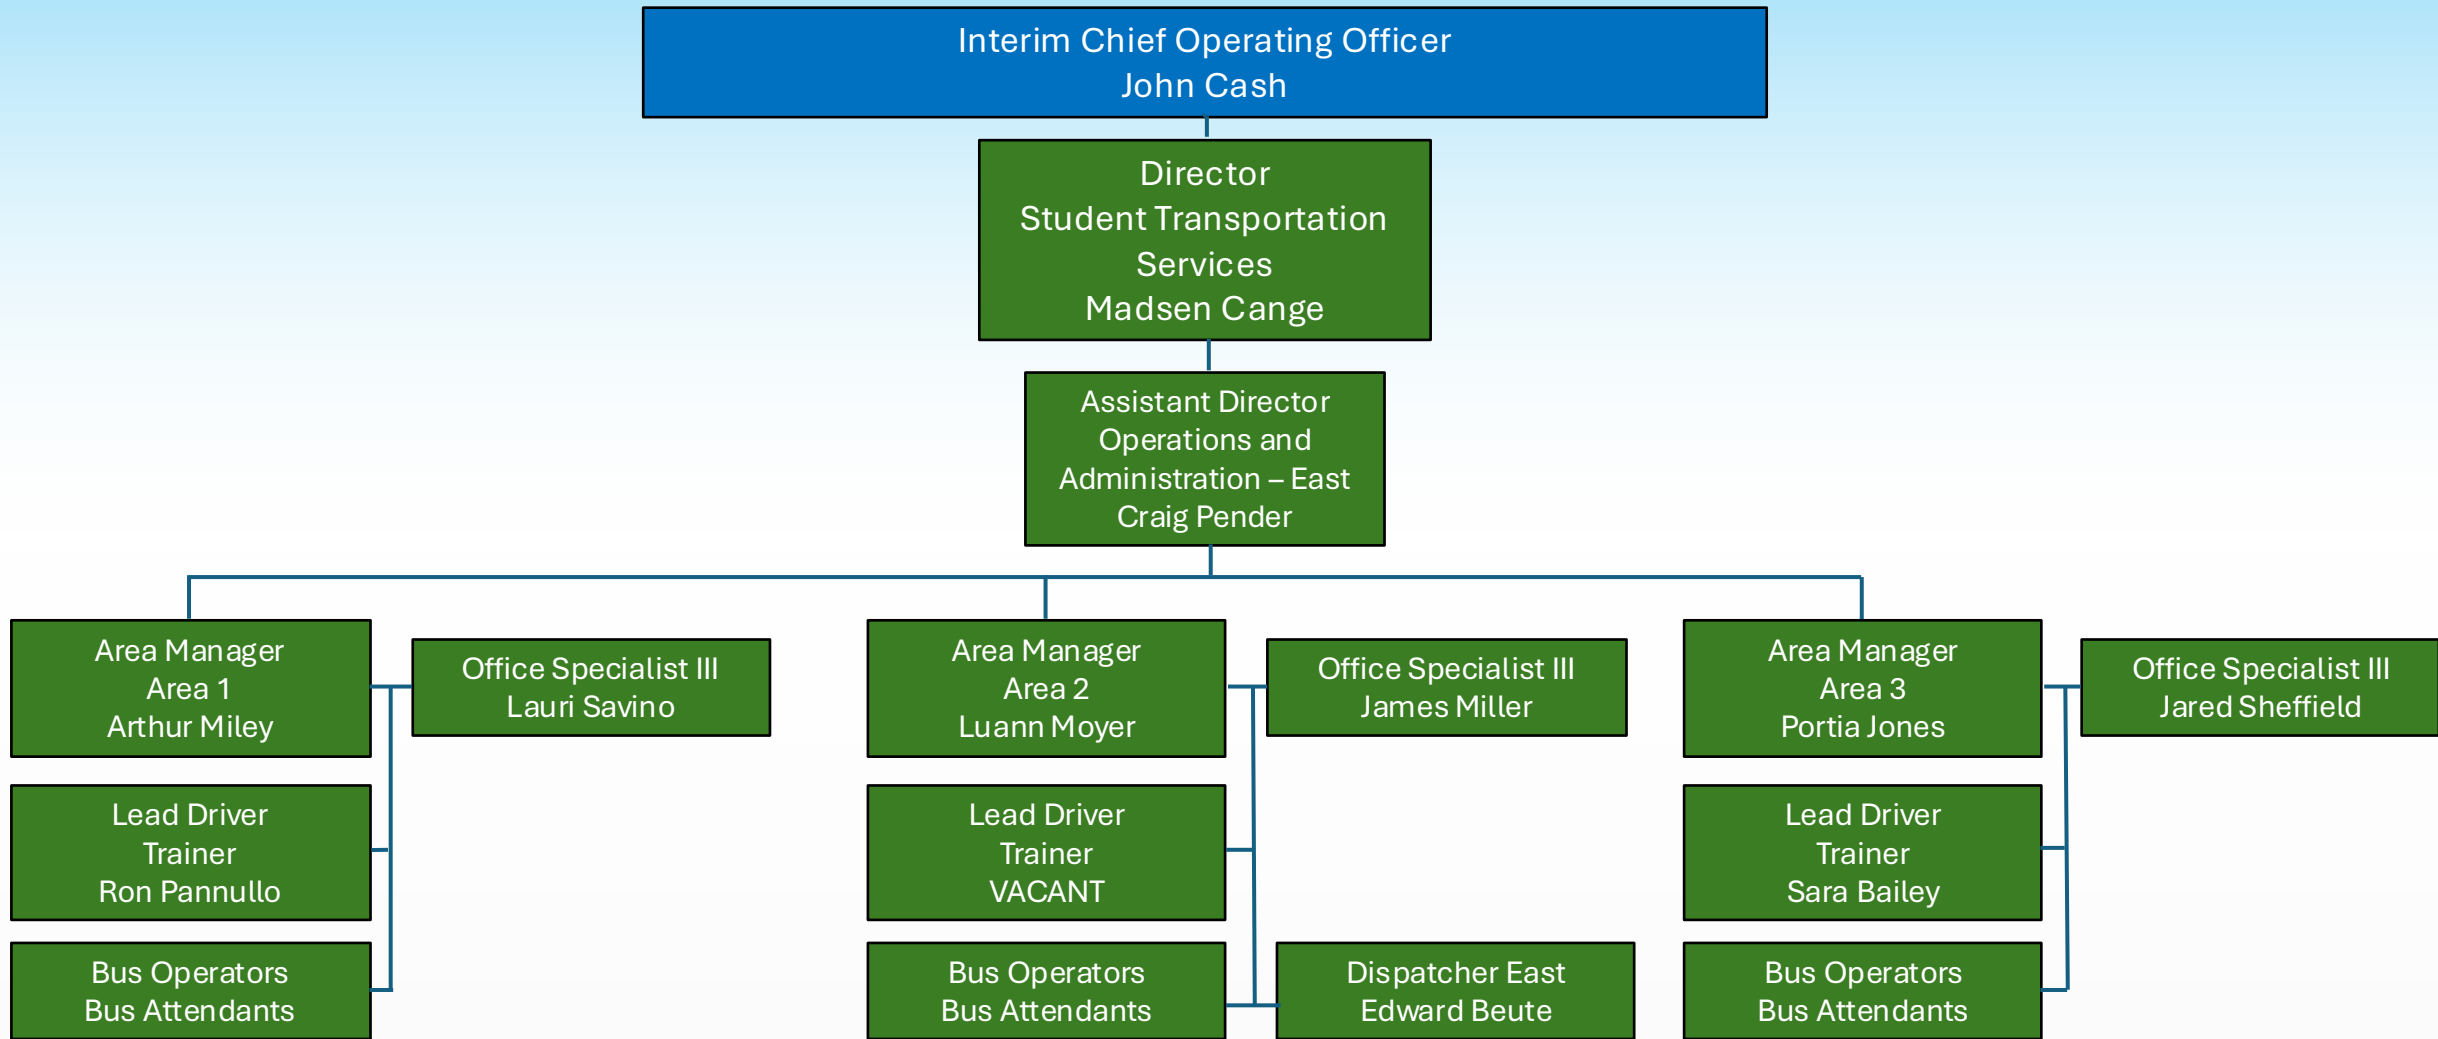 Interim Chief Operating Officer
John Cash
Director
Student Transportation
Services
Madsen Cange
Assistant Director
Operations and
Administration – East
Craig Pender
Area Manager
Area 1
Arthur Miley
Office Specialist III
Lauri Savino
Lead Driver
Trainer
Ron Pannullo
Bus Operators
Bus Attendants
Area Manager
Area 2
Luann Moyer
Office Specialist III
James Miller
Lead Driver
Trainer
VACANT
Bus Operators
Bus Attendants
Dispatcher East
Edward Beute
Area Manager
Area 3
Portia Jones
Office Specialist III
Jared Sheffield
Lead Driver
Trainer
Sara Bailey
Bus Operators
Bus Attendants